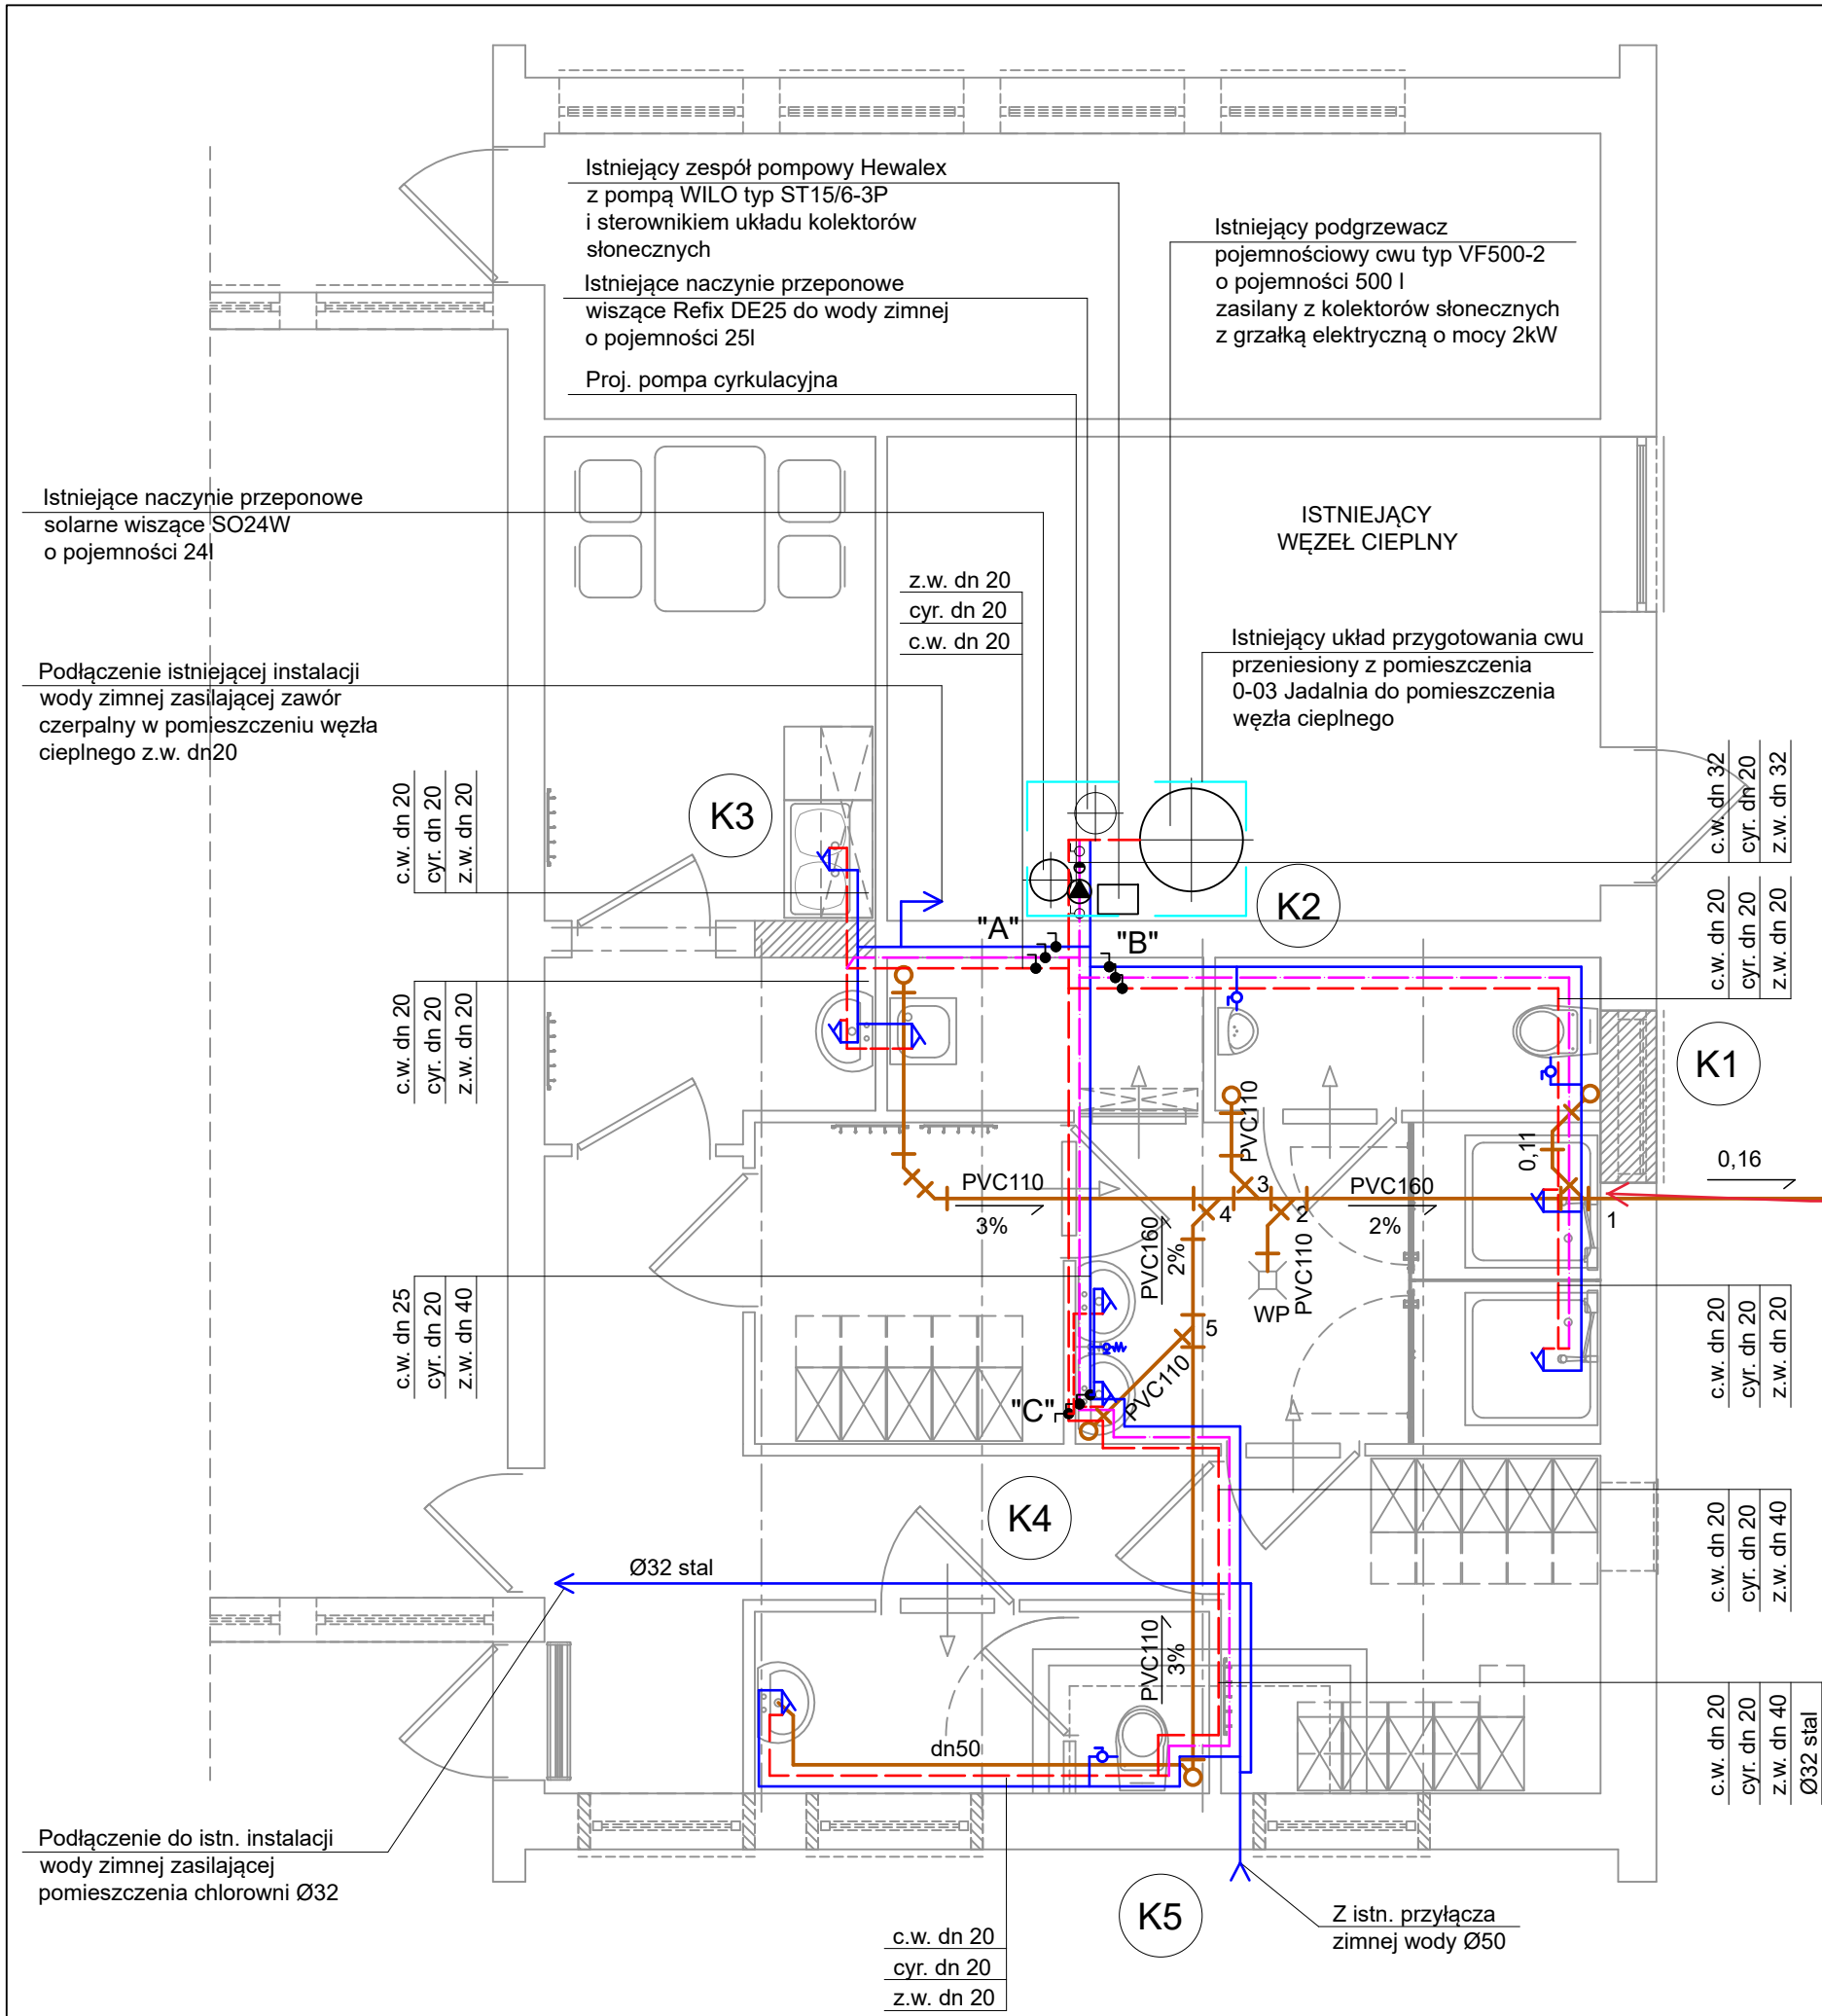 Istniejący zespół pompowy Hewalex
z pompą WILO typ ST15/6-3P
i sterownikiem układu kolektorów
słonecznych
Istniejące naczynie przeponowe
wiszące Refix DE25 do wody zimnej
o pojemności 25l
Proj. pompa cyrkulacyjna
Istniejący podgrzewacz
pojemnościowy cwu typ VF500-2
o pojemności 500 l
zasilany z kolektorów słonecznych
z grzałką elektryczną o mocy 2kW
Istniejące naczynie przeponowe
solarne wiszące SO24W
o pojemności 24l
ISTNIEJĄCY
WĘZEŁ CIEPLNY
z.w. dn 20
cyr. dn 20
c.w. dn 20
Istniejący układ przygotowania cwu
przeniesiony z pomieszczenia
0-03 Jadalnia do pomieszczenia
węzła cieplnego
Podłączenie istniejącej instalacji
wody zimnej zasilającej zawór
czerpalny w pomieszczeniu węzła
cieplnego z.w. dn20
c.w. dn 20
cyr. dn 20
z.w. dn 20
K3
c.w. dn 32
cyr. dn 20
z.w. dn 32
K2
"A"
"B"
c.w. dn 20
cyr. dn 20
z.w. dn 20
c.w. dn 20
cyr. dn 20
z.w. dn 20
K1
PVC110
0,11
0,16
PVC110
3%
3
PVC160
2%
4
2
1
PVC160
2%
PVC110
WP
5
PVC110
c.w. dn 25
cyr. dn 20
z.w. dn 40
c.w. dn 20
cyr. dn 20
z.w. dn 20
"C"
K4
c.w. dn 20
cyr. dn 20
z.w. dn 40
Ø32 stal
PVC110
3%
dn50
c.w. dn 20
cyr. dn 20
z.w. dn 40
Ø32 stal
Podłączenie do istn. instalacji
wody zimnej zasilającej
pomieszczenia chlorowni Ø32
K5
Z istn. przyłącza
zimnej wody Ø50
c.w. dn 20
cyr. dn 20
z.w. dn 20